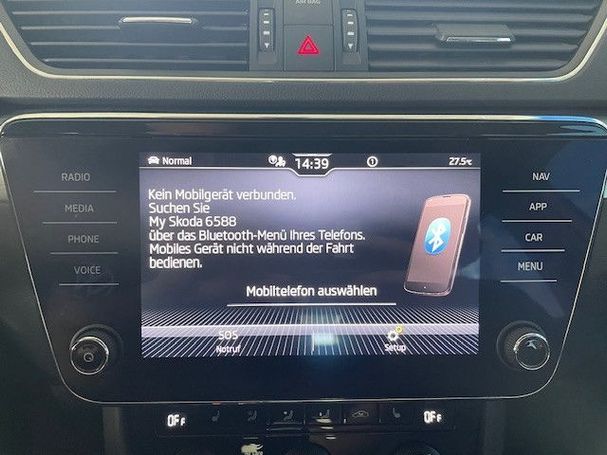 AIR BAG
Normal 14:39 27.5°C
RADIO
MEDIA
PHONE
VOICE
Kein Mobilgerät verbunden.
Suchen Sie
My Skoda 6588
über das Bluetooth-Menü Ihres Telefons.
Mobiles Gerät nicht während der Fahrt
bedienen.
Mobiltelefon auswählen
SOS
Notruf
Setup
NAV
APP
CAR
MENU
OFF
OFF